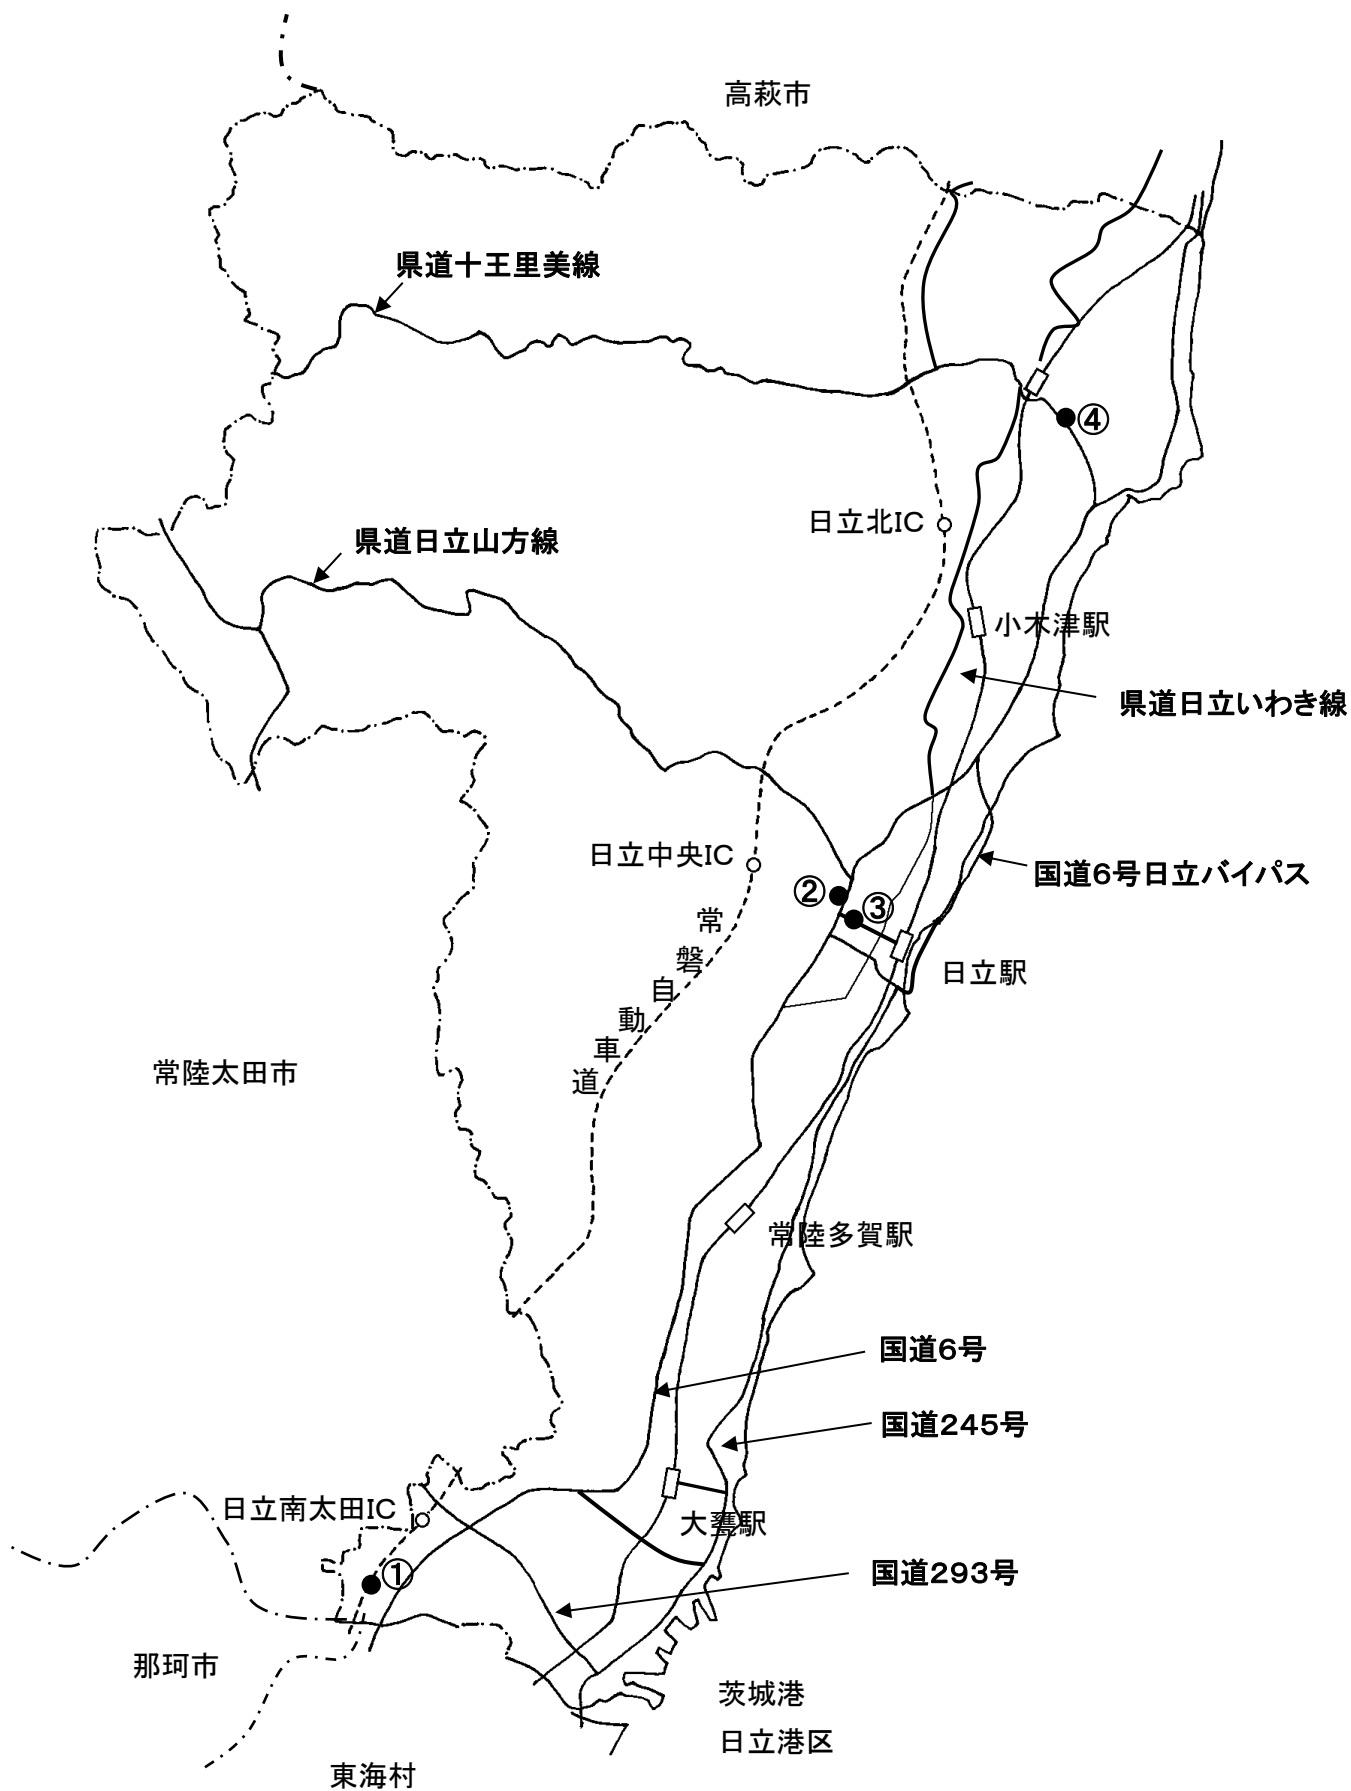 高萩市
県道十王里美線
④
日立北IC
県道日立山方線
小木津駅
県道日立いわき線
日立中央IC
国道6号日立バイパス
②
③
常磐自動車道
日立駅
常陸太田市
常陸多賀駅
国道6号
国道245号
日立南太田IC
大甕駅
①
国道293号
那珂市
茨城港
日立港区
東海村